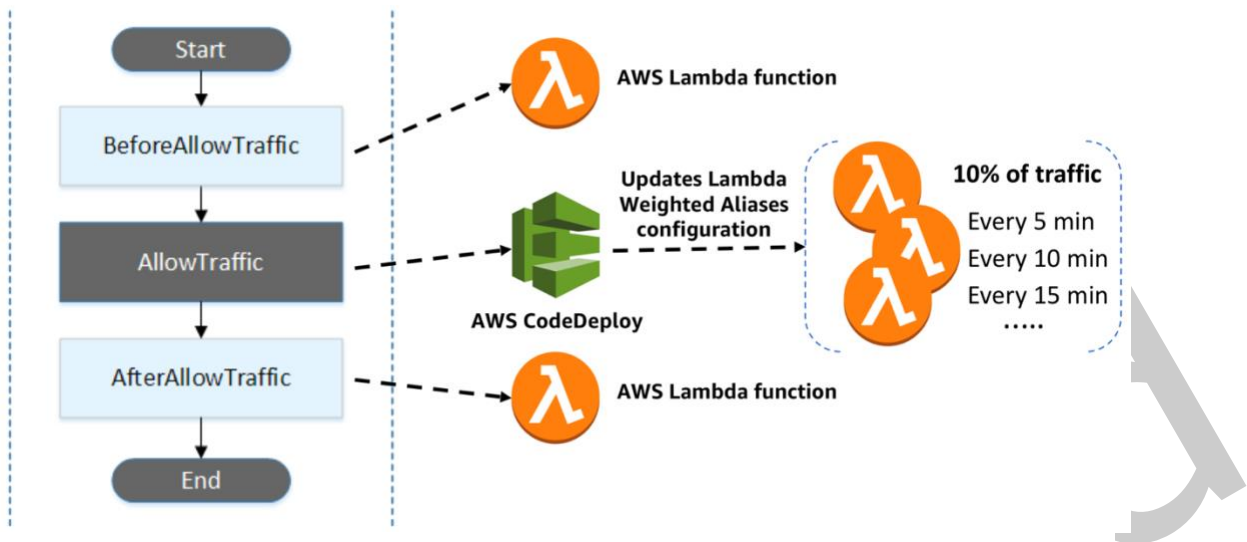 Start
BeforeAllowTraffic
AllowTraffic
AfterAllowTraffic
End
AWS Lambda function
Updates Lambda
Weighted Aliases
configuration
AWS CodeDeploy
AWS Lambda function
10% of traffic
Every 5 min
Every 10 min
Every 15 min
.....